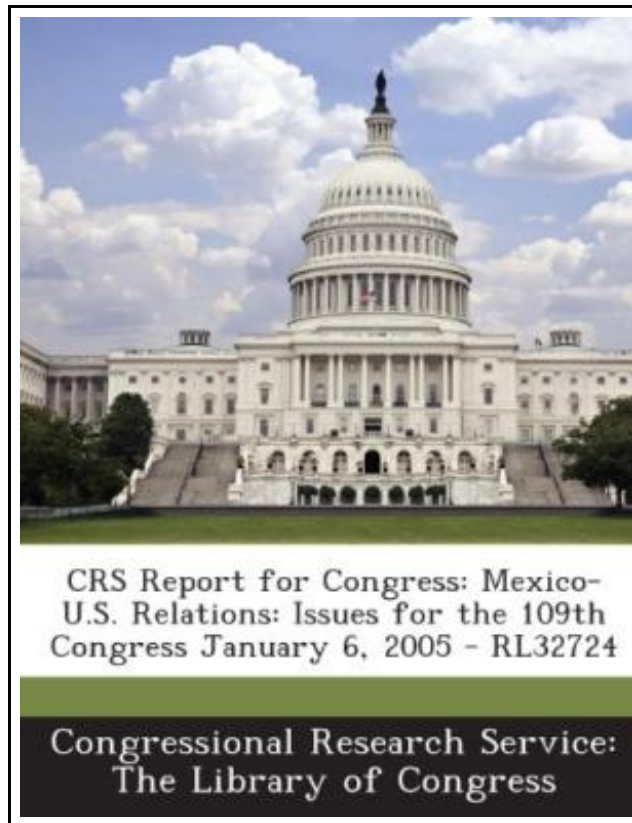 CRS Report for Congress: Mexico-
U.S. Relations: Issues for the 109th
Congress January 6, 2005 - RL32724
Congressional Research Service:
The Library of Congress